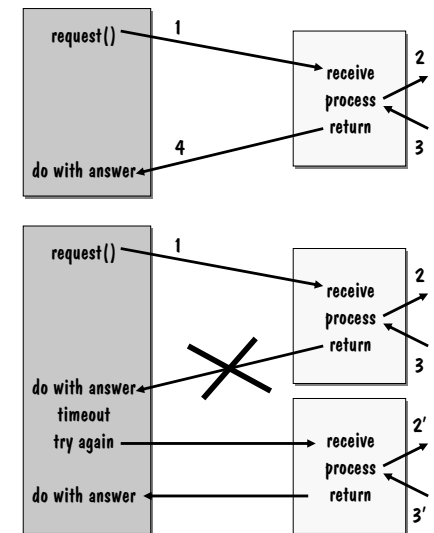 request()
1
receive
2
process
return
3
4
do with answer
request()
1
receive
2
process
return
3
do with answer
timeout
try again
receive
2'
process
do with answer
return
3'